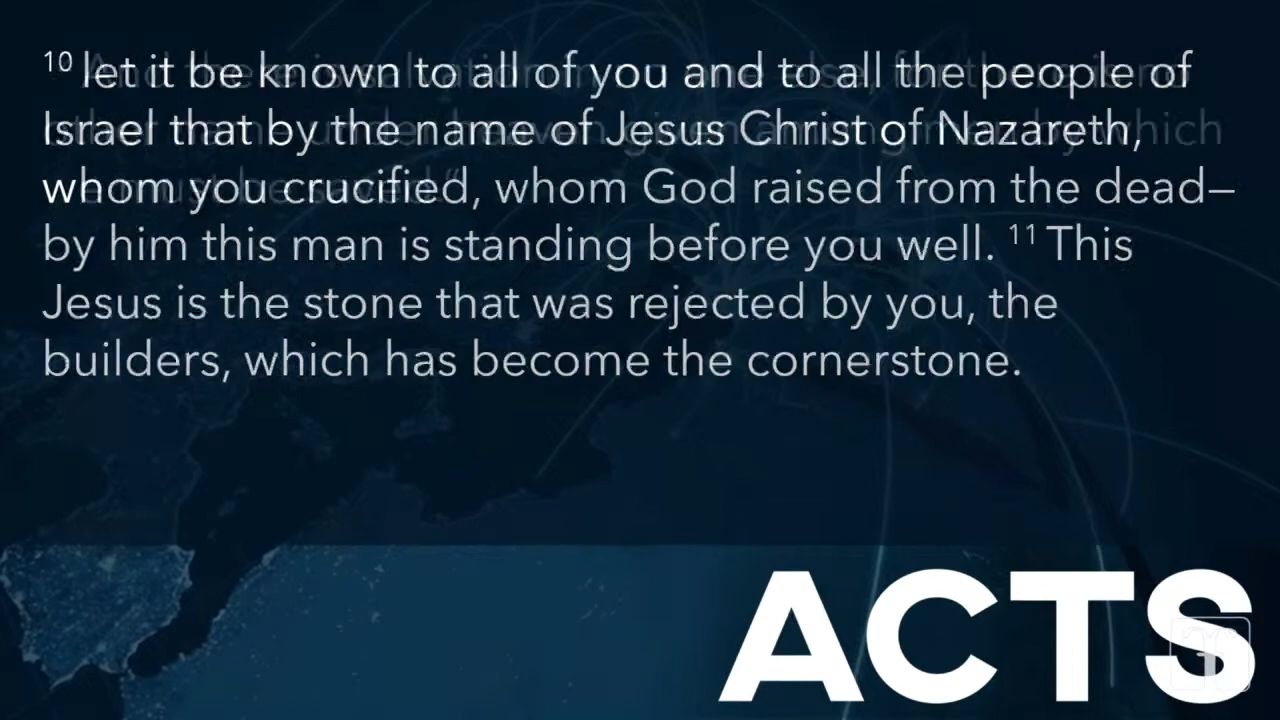 10 let it be known to all of you and to all the people of
Israel that by the name of Jesus Christ of Nazareth,
whom you crucified, whom God raised from the dead—
by him this man is standing before you well. 11 This
Jesus is the stone that was rejected by you, the
builders, which has become the cornerstone.
ACTS